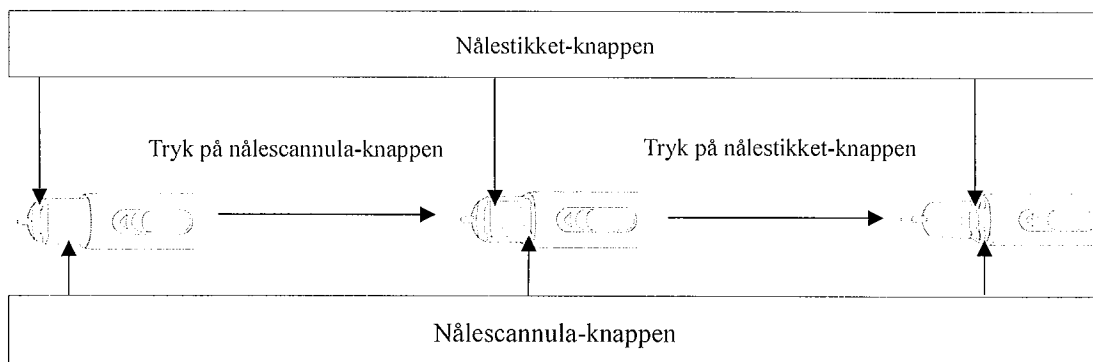 Nålestikket-knappen
Tryk på nålescannula-knappen
Tryk på nålestikket-knappen
Nålescannula-knappen